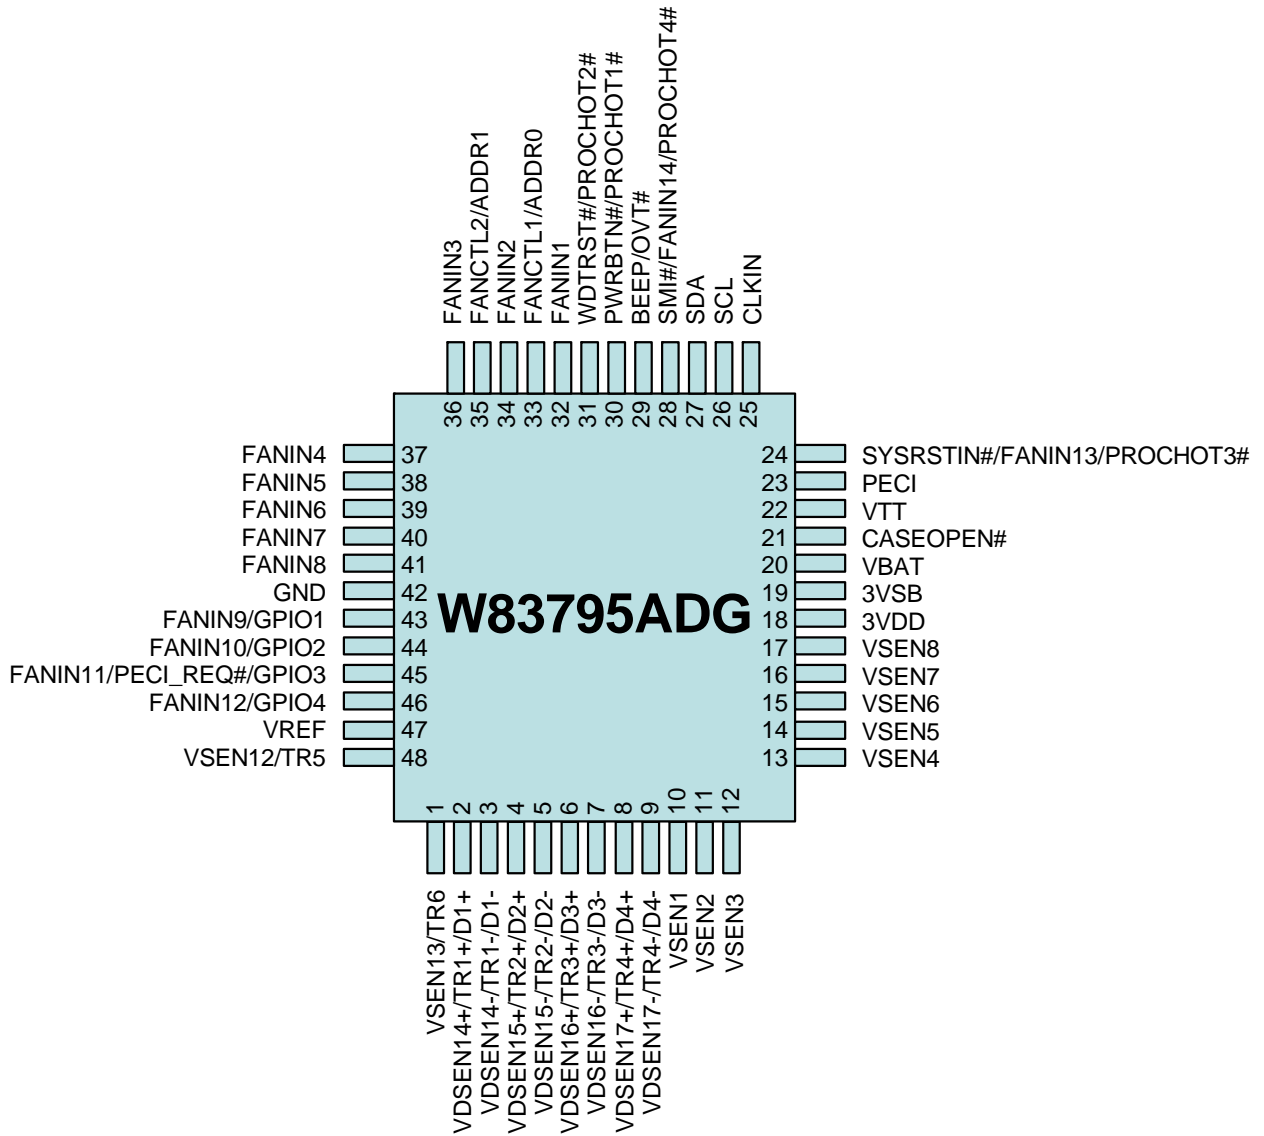 FANIN3
FANCTL2/ADDR1
FANIN2
FANCTL1/ADDR0
FANIN1
WDTRST#/PROCHOT2#
PWRBTN#/PROCHOT1#
BEEP/OVT#
SMI#/FANIN14/PROCHOT4#
SDA
SCL
CLKIN
36
35
34
33
32
31
30
29
28
27
26
25
FANIN4 37
FANIN5 38
FANIN6 39
FANIN7 40
FANIN8 41
GND 42
FANIN9/GPIO1 43
FANIN10/GPIO2 44
FANIN11/PECI_REQ#/GPIO3 45
FANIN12/GPIO4 46
VREF 47
VSEN12/TR5 48
W83795ADG
24 SYSRSTIN#/FANIN13/PROCHOT3#
23 PECI
22 VTT
21 CASEOPEN#
20 VBAT
19 3VSB
18 3VDD
17 VSEN8
16 VSEN7
15 VSEN6
14 VSEN5
13 VSEN4
1
2
3
4
5
6
7
8
9
10
11
12
VSEN13/TR6
VDSEN14+/TR1+/D1+
VDSEN14-/TR1-/D1-
VDSEN15+/TR2+/D2+
VDSEN15-/TR2-/D2-
VDSEN16+/TR3+/D3+
VDSEN16-/TR3-/D3-
VDSEN17+/TR4+/D4+
VDSEN17-/TR4-/D4-
VSEN1
VSEN2
VSEN3